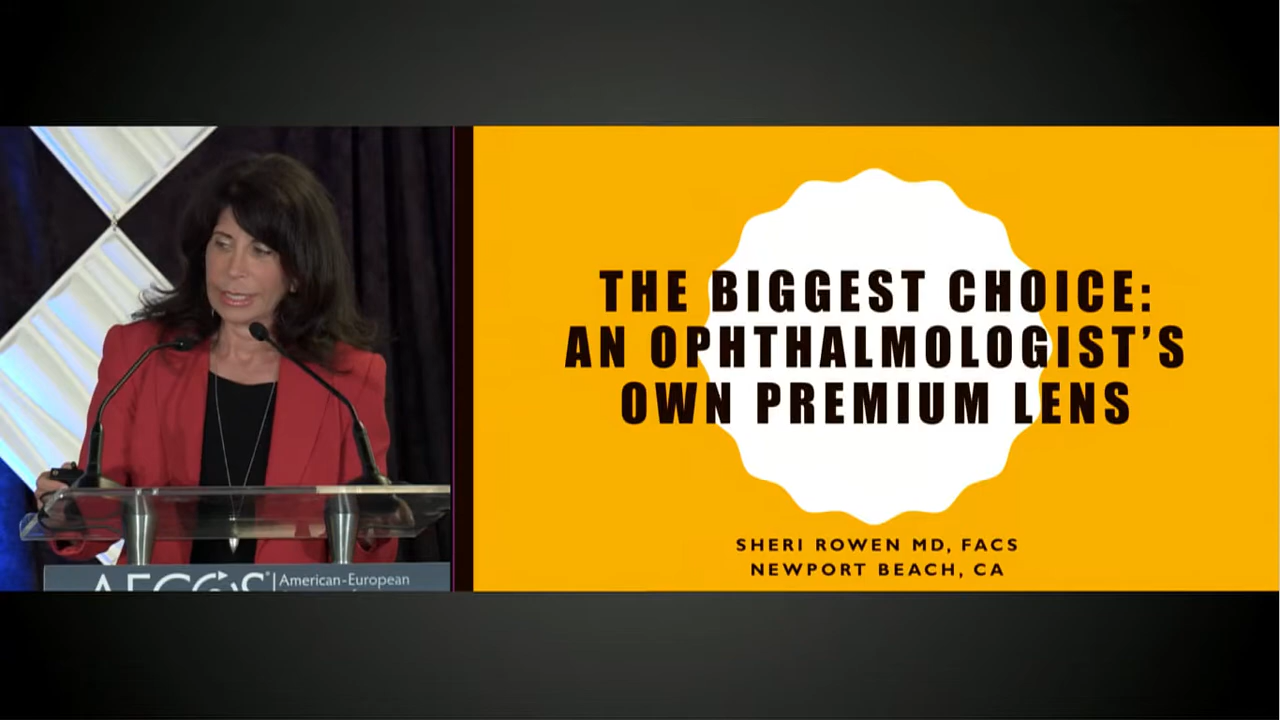 THE BIGGEST CHOICE:
AN OPHTHALMOLOGIST'S
OWN PREMIUM LENS
SHERI ROWEN MD, FACS
NEWPORT BEACH, CA
American-European